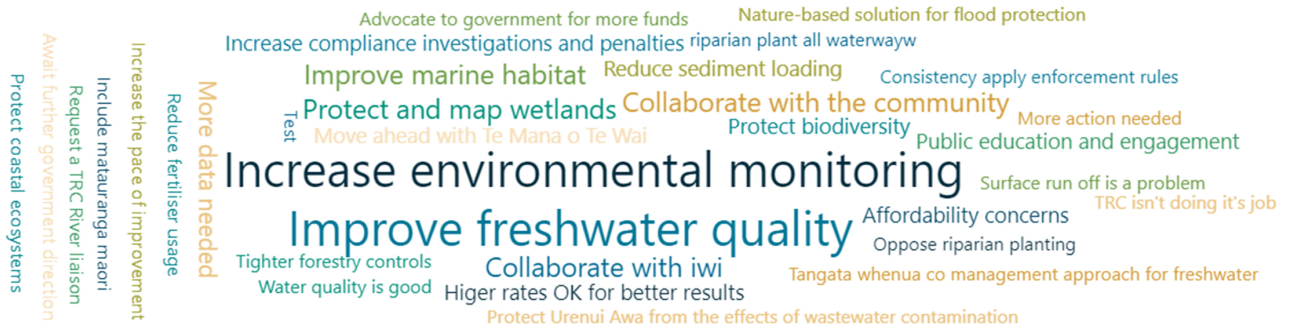 Protect coastal ecosystems
Await further government direction
Request a TRC River liaison
Include matauranga maori
Increase the pace of improvement
Reduce fertiliser usage
More data needed
Advocate to government for more funds
Nature-based solution for flood protection
Increase compliance investigations and penalties
riparian plant all waterwayw
Improve marine habitat
Reduce sediment loading
Consistency apply enforcement rules
Test
Protect and map wetlands
Collaborate with the community
More action needed
Move ahead with Te Mana o Te Wai
Protect biodiversity
Public education and engagement
Increase environmental monitoring
Surface run off is a problem
TRC isn't doing it's job
Improve freshwater quality
Affordability concerns
Oppose riparian planting
Tighter forestry controls
Collaborate with iwi
Tangata whenua co management approach for freshwater
Water quality is good
Higer rates OK for better results
Protect Urenui Awa from the effects of wastewater contamination